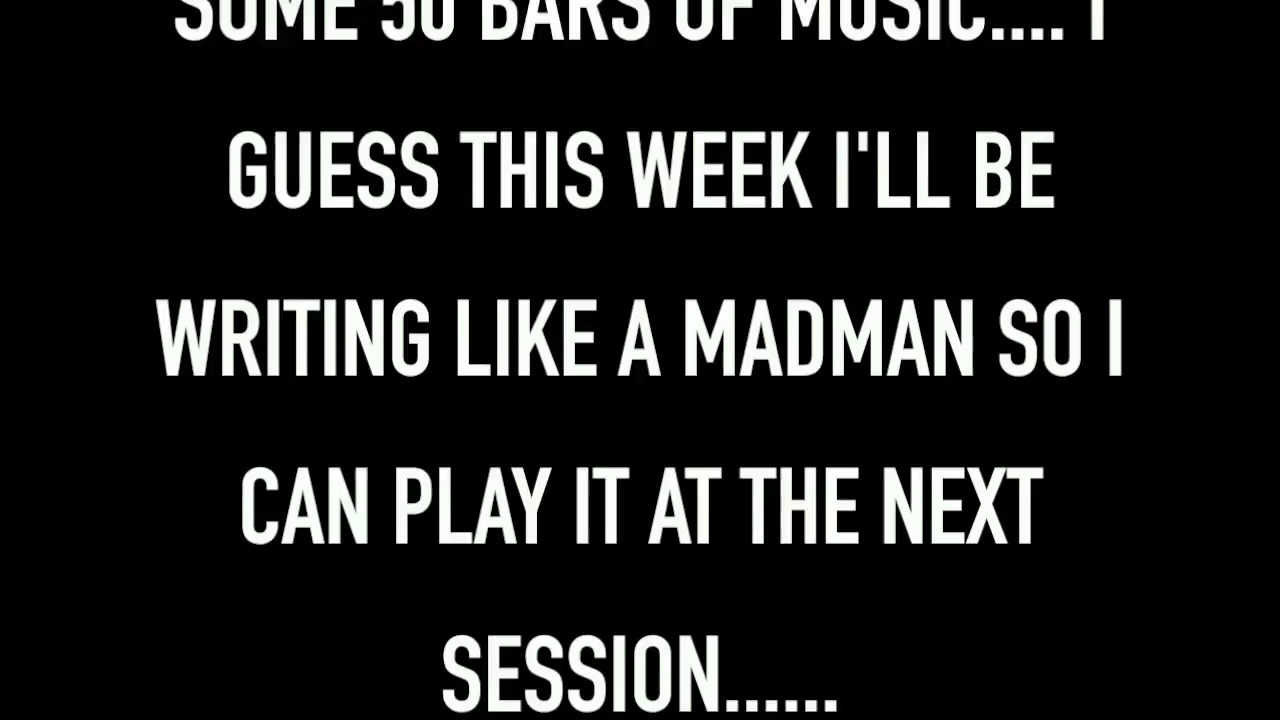 SOME 50 BARS OF MUSIC.... I
GUESS THIS WEEK I'LL BE
WRITING LIKE A MADMAN SO I
CAN PLAY IT AT THE NEXT
SESSION......